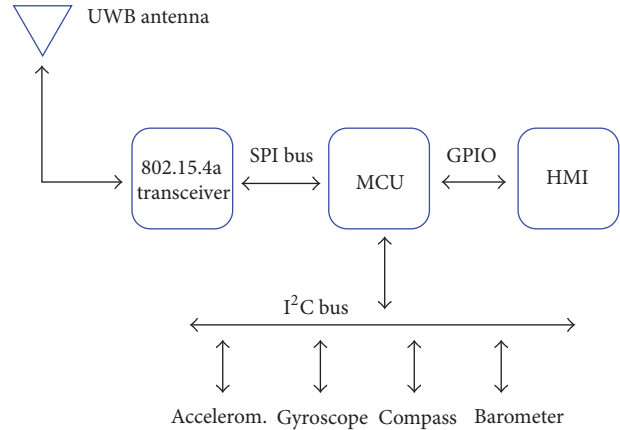 UWB antenna
802.15.4a
transceiver
SPI bus
MCU
GPIO
HMI
I²C bus
Accelerom.
Gyroscope
Compass
Barometer